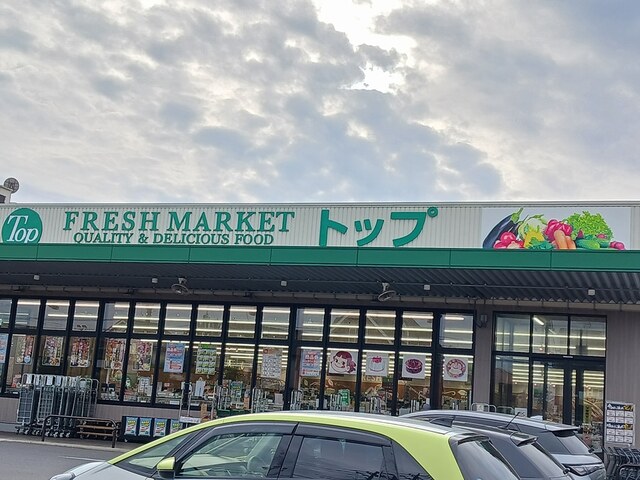 Top
FRESH MARKET
QUALITY & DELICIOUS FOOD
トップ